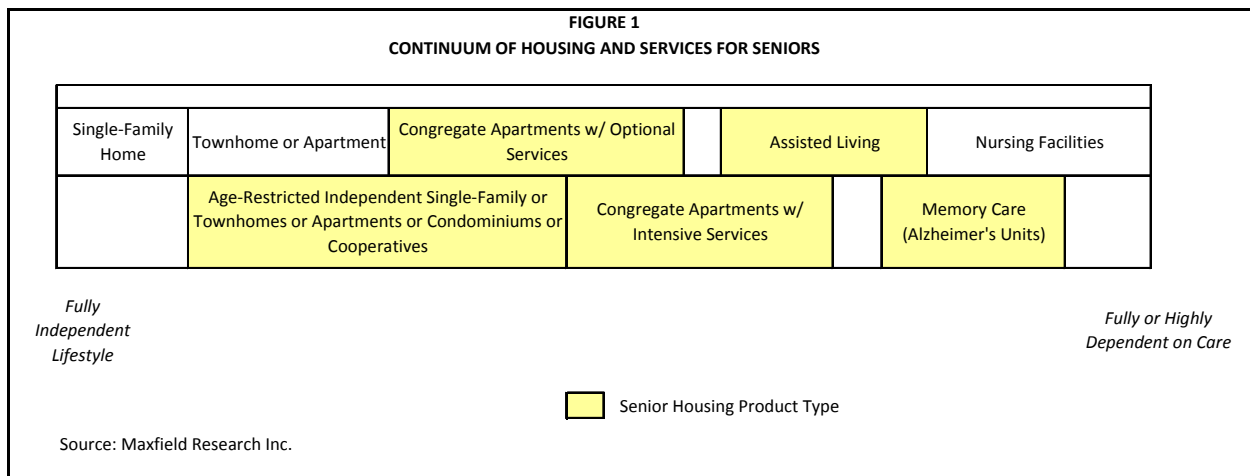 FIGURE 1
CONTINUUM OF HOUSING AND SERVICES FOR SENIORS
Single-Family
Home
Townhome or Apartment
Congregate Apartments w/ Optional
Services
Assisted Living
Nursing Facilities
Age-Restricted Independent Single-Family or
Townhomes or Apartments or Condominiums or
Cooperatives
Congregate Apartments w/
Intensive Services
Memory Care
(Alzheimer's Units)
Fully
Independent
Lifestyle
Fully or Highly
Dependent on Care
Senior Housing Product Type
Source: Maxfield Research Inc.